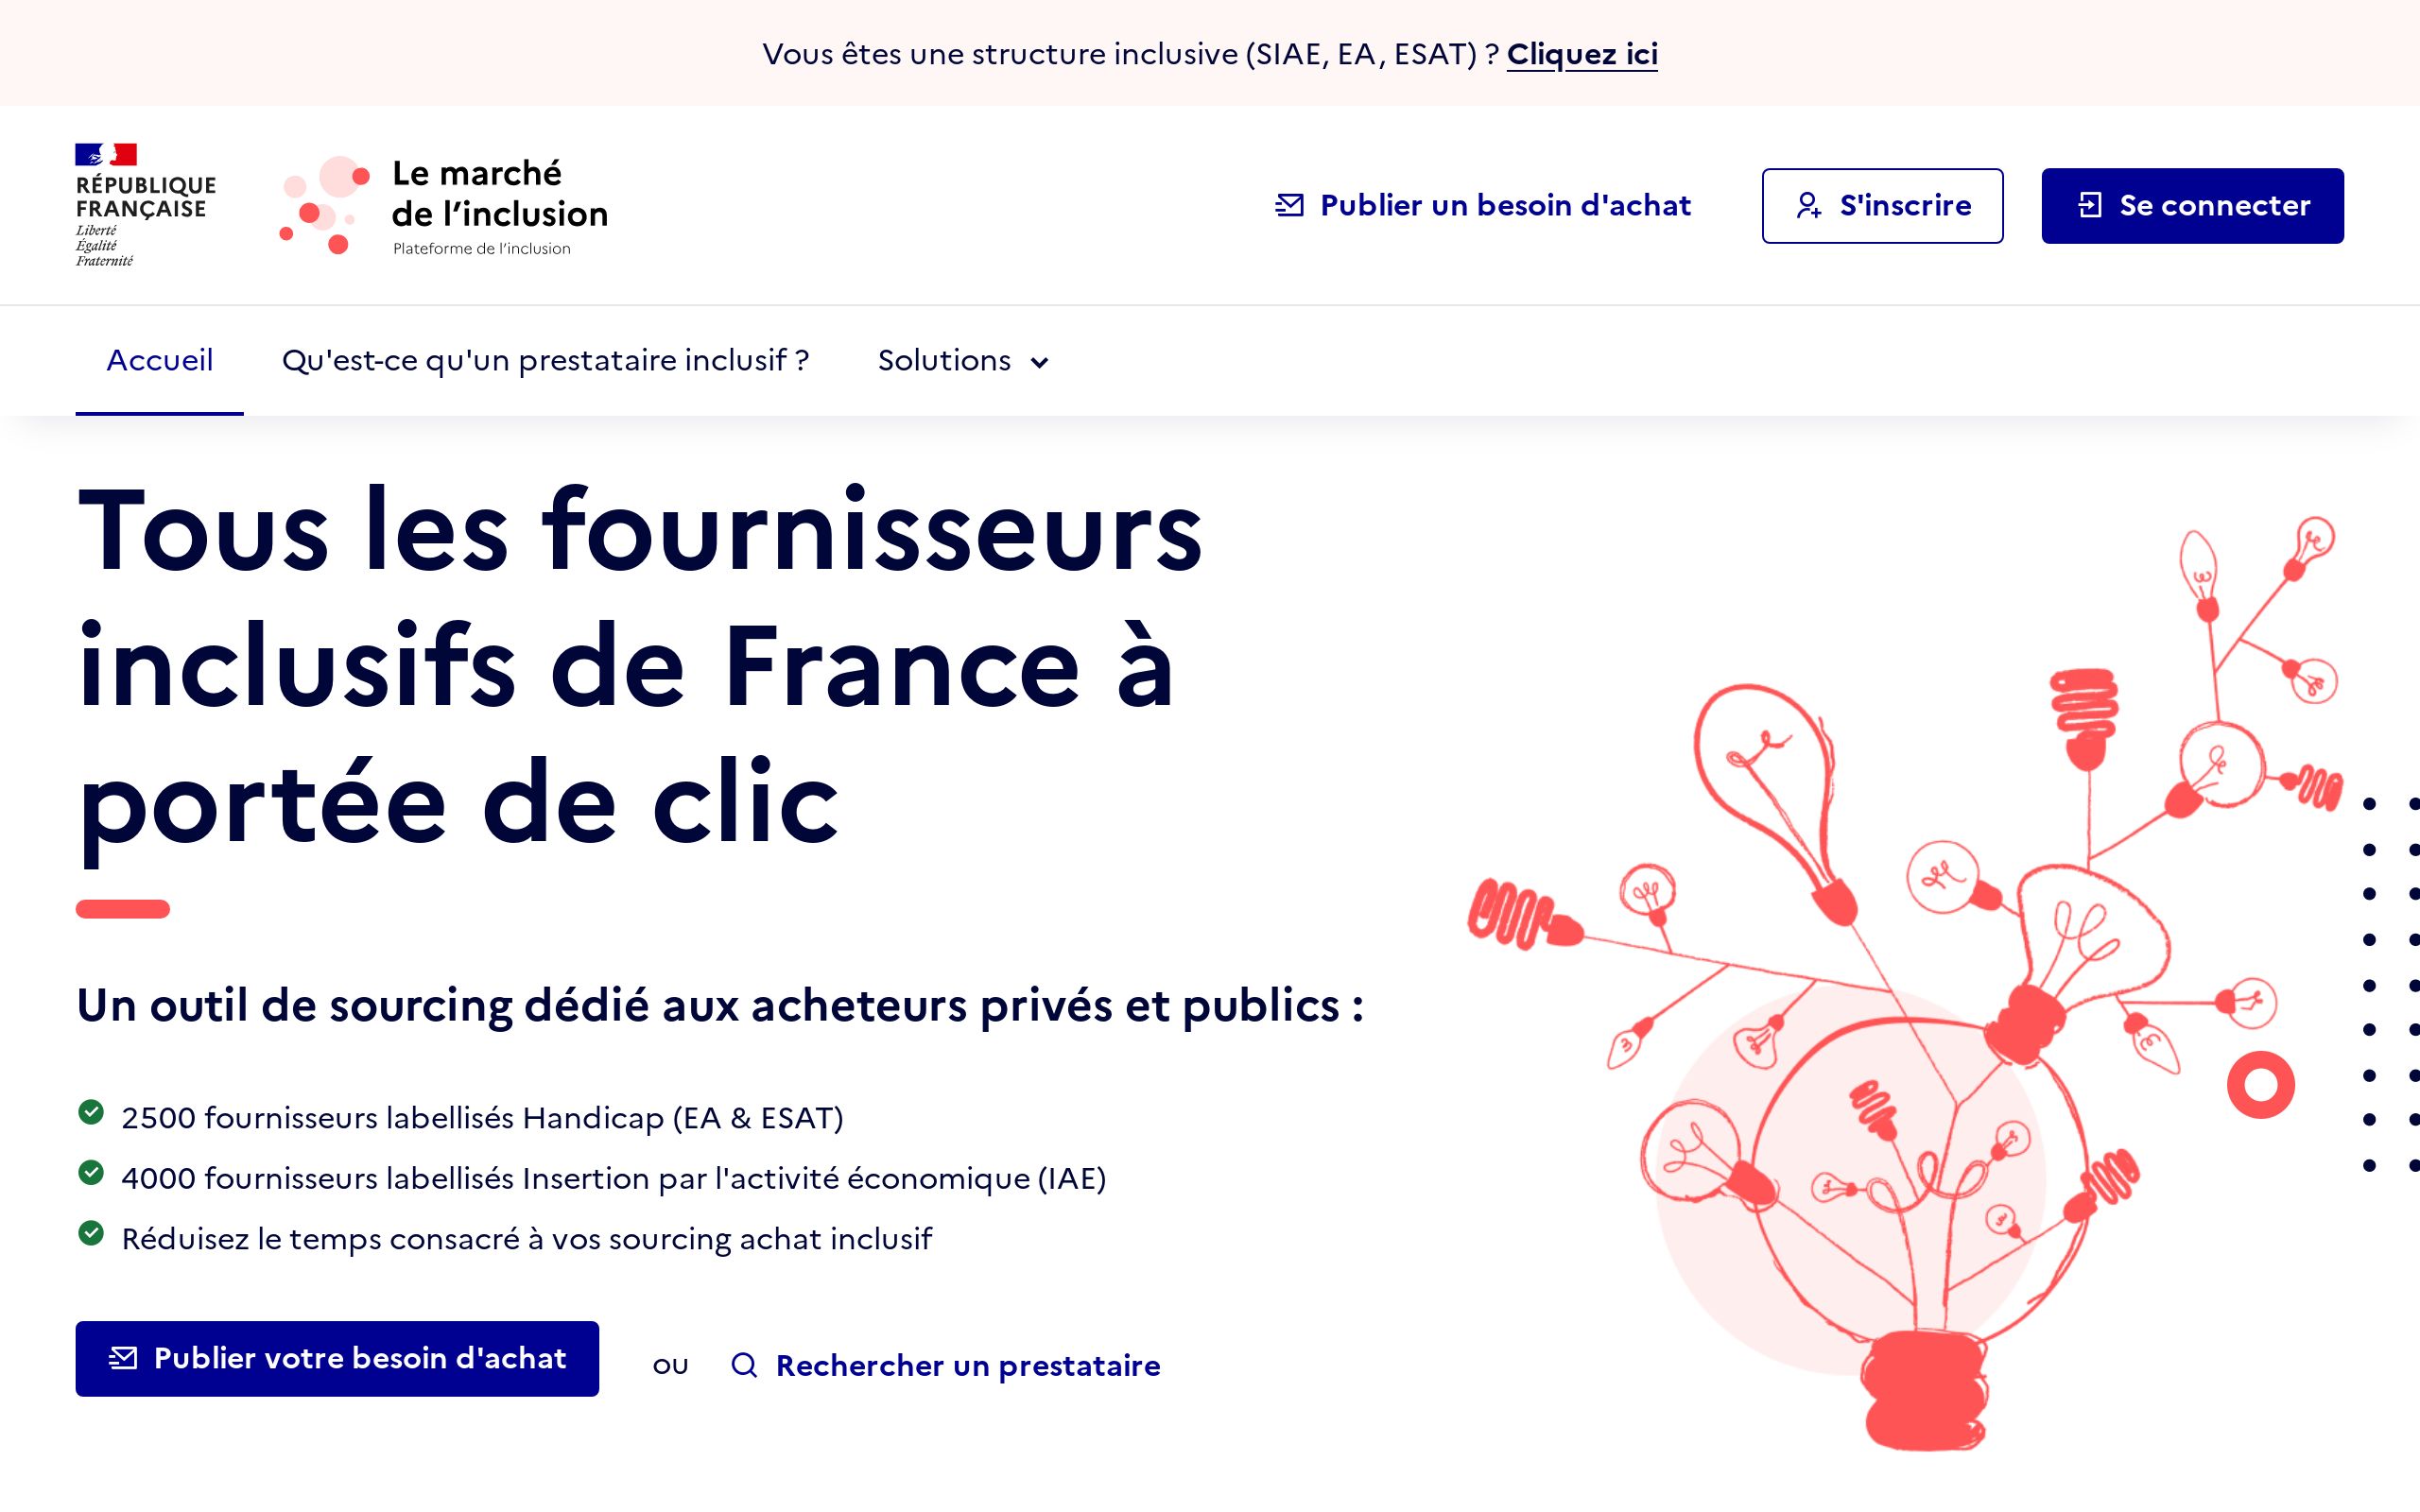 Vous êtes une structure inclusive (SIAE, EA, ESAT) ? Cliquez ici
RÉPUBLIQUE
FRANÇAISE
Liberté
Égalité
Fraternité
Le marché
de l’inclusion
Plateforme de l’inclusion
Publier un besoin d'achat
S'inscrire
Se connecter
Accueil
Qu'est-ce qu'un prestataire inclusif ?
Solutions
Tous les fournisseurs
inclusifs de France à
portée de clic
Un outil de sourcing dédié aux acheteurs privés et publics :
2500 fournisseurs labellisés Handicap (EA & ESAT)
4000 fournisseurs labellisés Insertion par l'activité économique (IAE)
Réduisez le temps consacré à vos sourcing achat inclusif
Publier votre besoin d'achat
ou
Rechercher un prestataire